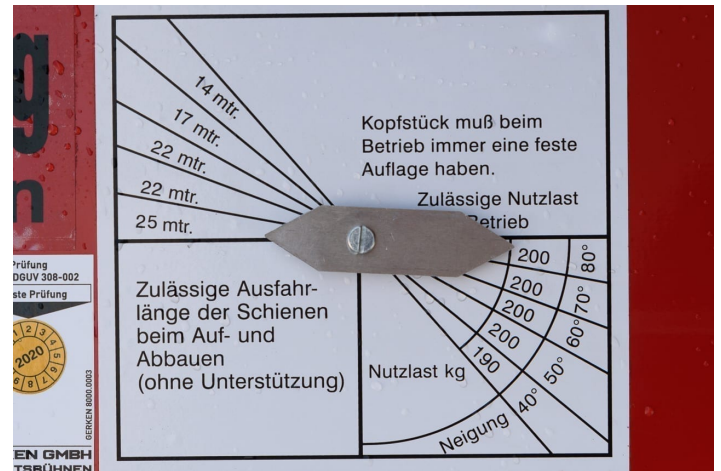 g
n
14 mtr.
17 mtr.
22 mtr.
22 mtr.
25 mtr.
Kopfstück muß beim
Betrieb immer eine feste
Auflage haben.
Zulässige Nutzlast
Betrieb
Zulässige Ausfahr-
länge der Schienen
beim Auf- und
Abbauen
(ohne Unterstützung)
200
200
200
200
190
80°
70°
60°
50°
40°
Nutzlast kg
Neigung
Prüfung
DGUV 308-002
ste Prüfung
2020
GERKEN 8000.0003
EN GMBH
TSBÜHNEN